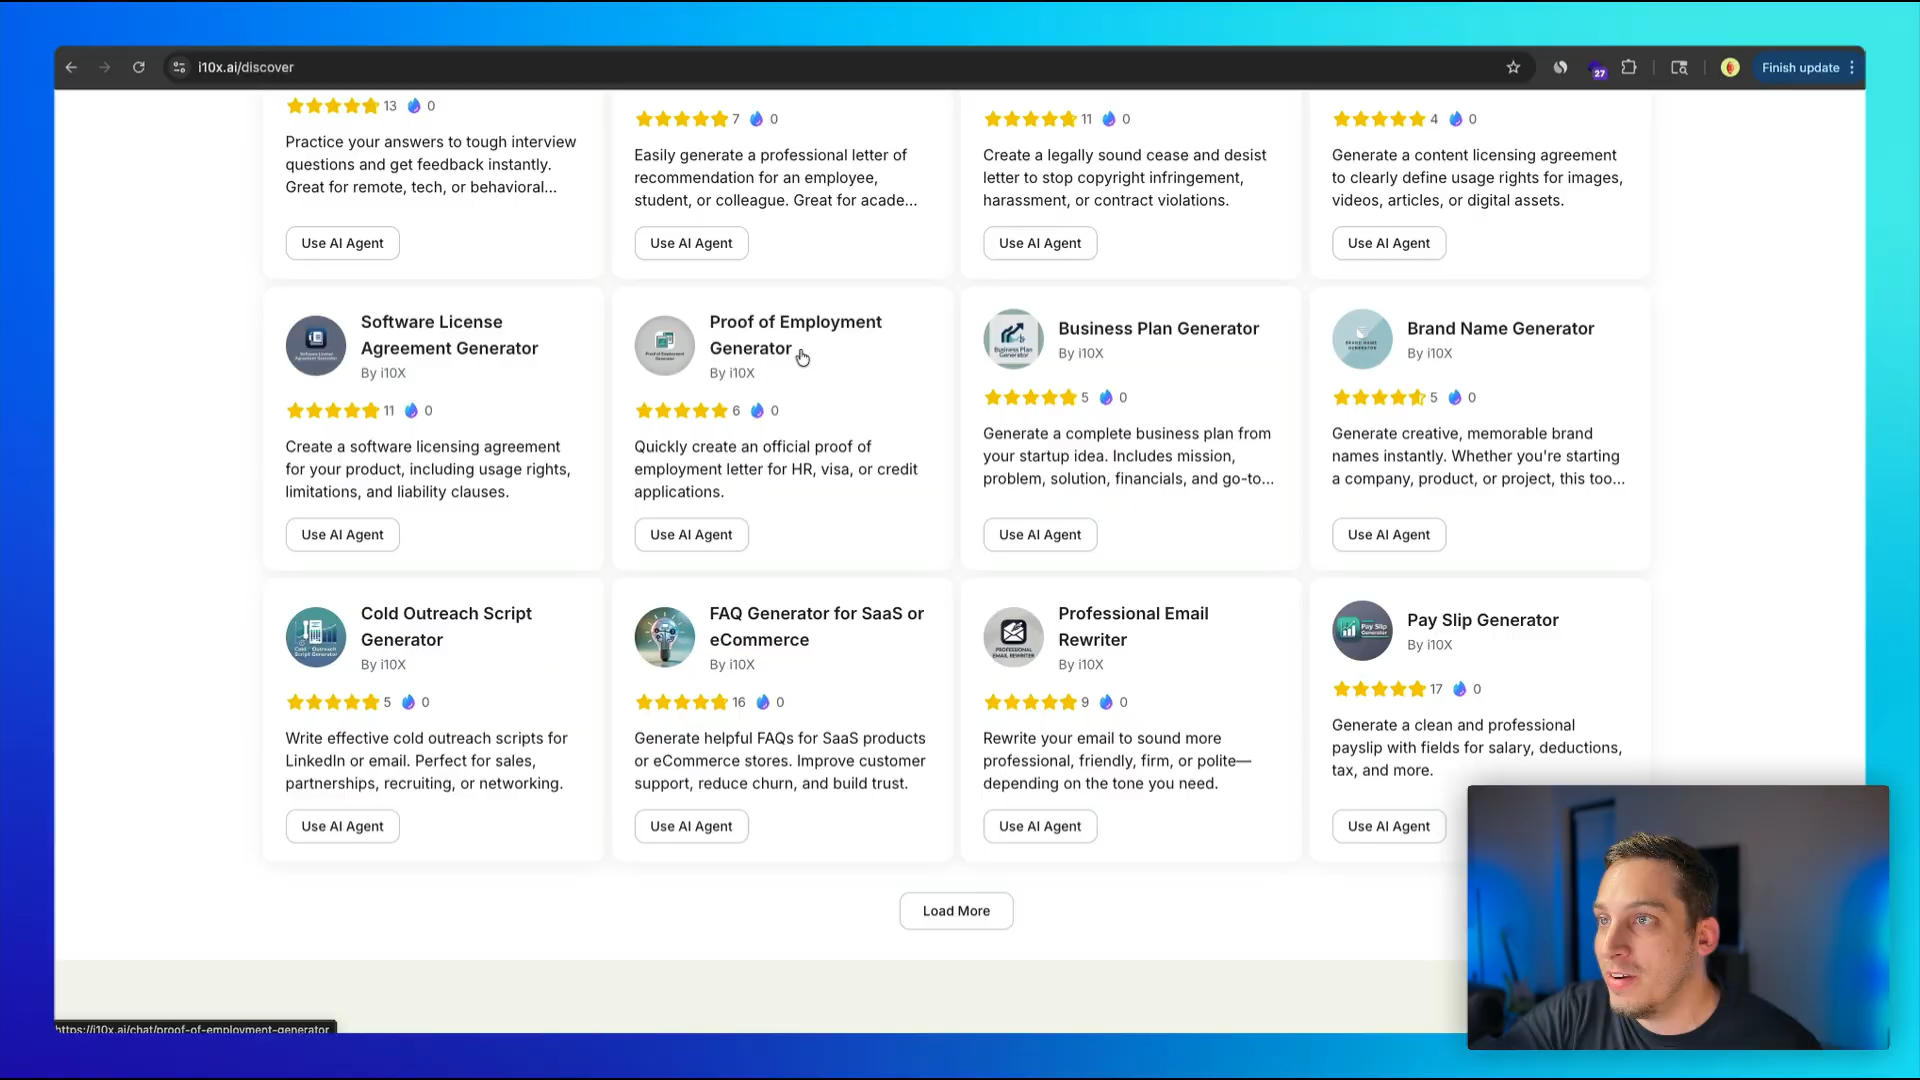 i10x.ai/discover
27
Finish update
13 0
Practice your answers to tough interview
questions and get feedback instantly.
Great for remote, tech, or behavioral...
Use AI Agent
7 0
Easily generate a professional letter of
recommendation for an employee,
student, or colleague. Great for acade...
Use AI Agent
11 0
Create a legally sound cease and desist
letter to stop copyright infringement,
harassment, or contract violations.
Use AI Agent
4 0
Generate a content licensing agreement
to clearly define usage rights for images,
videos, articles, or digital assets.
Use AI Agent
Software License
Agreement Generator
By i10X
11 0
Create a software licensing agreement
for your product, including usage rights,
limitations, and liability clauses.
Use AI Agent
Proof of Employment
Generator
By i10X
6 0
Quickly create an official proof of
employment letter for HR, visa, or credit
applications.
Use AI Agent
Business Plan
Generator
Business Plan Generator
By i10X
5 0
Generate a complete business plan from
your startup idea. Includes mission,
problem, solution, financials, and go-to...
Use AI Agent
Brand Name Generator
By i10X
5 0
Generate creative, memorable brand
names instantly. Whether you're starting
a company, product, or project, this too...
Use AI Agent
Cold Outreach Script
Generator
By i10X
5 0
Write effective cold outreach scripts for
LinkedIn or email. Perfect for sales,
partnerships, recruiting, or networking.
Use AI Agent
FAQ Generator for SaaS or
eCommerce
By i10X
16 0
Generate helpful FAQs for SaaS products
or eCommerce stores. Improve customer
support, reduce churn, and build trust.
Use AI Agent
PROFESSIONAL
EMAIL REWRITER
Professional Email
Rewriter
By i10X
9 0
Rewrite your email to sound more
professional, friendly, firm, or polite—
depending on the tone you need.
Use AI Agent
Pay Slip
Generator
Pay Slip Generator
By i10X
17 0
Generate a clean and professional
payslip with fields for salary, deductions,
tax, and more.
Use AI Agent
Load More
https://i10x.ai/chat/proof-of-employment-generator